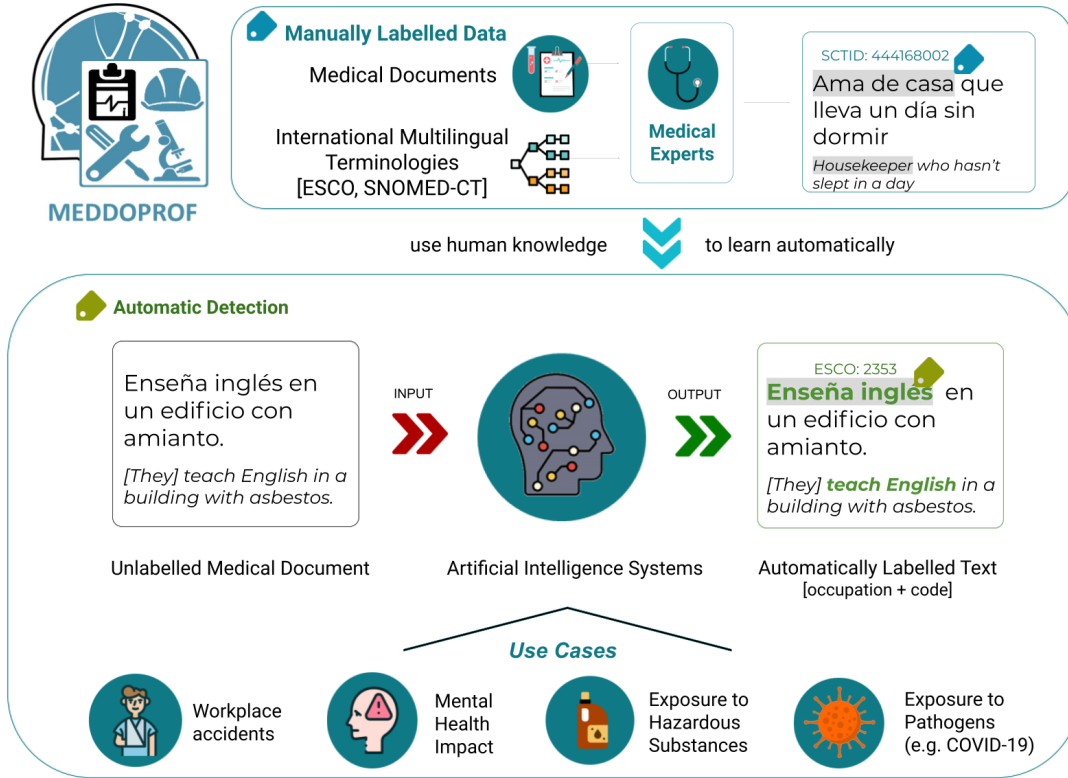 MEDDOPROF
Manually Labelled Data
Medical Documents
International Multilingual
Terminologies
[ESCO, SNOMED-CT]
Medical
Experts
SCTID: 444168002
Ama de casa que
lleva un día sin
dormir
Housekeeper who hasn't
slept in a day
use human knowledge
to learn automatically
Automatic Detection
Enseña inglés en
un edificio con
amianto.
[They] teach English in a
building with asbestos.
Unlabelled Medical Document
INPUT
Artificial Intelligence Systems
OUTPUT
ESCO: 2353
Enseña inglés en
un edificio con
amianto.
[They] teach English in a
building with asbestos.
Automatically Labelled Text
[occupation + code]
Use Cases
Workplace
accidents
Mental
Health
Impact
Exposure to
Hazardous
Substances
Exposure to
Pathogens
(e.g. COVID-19)